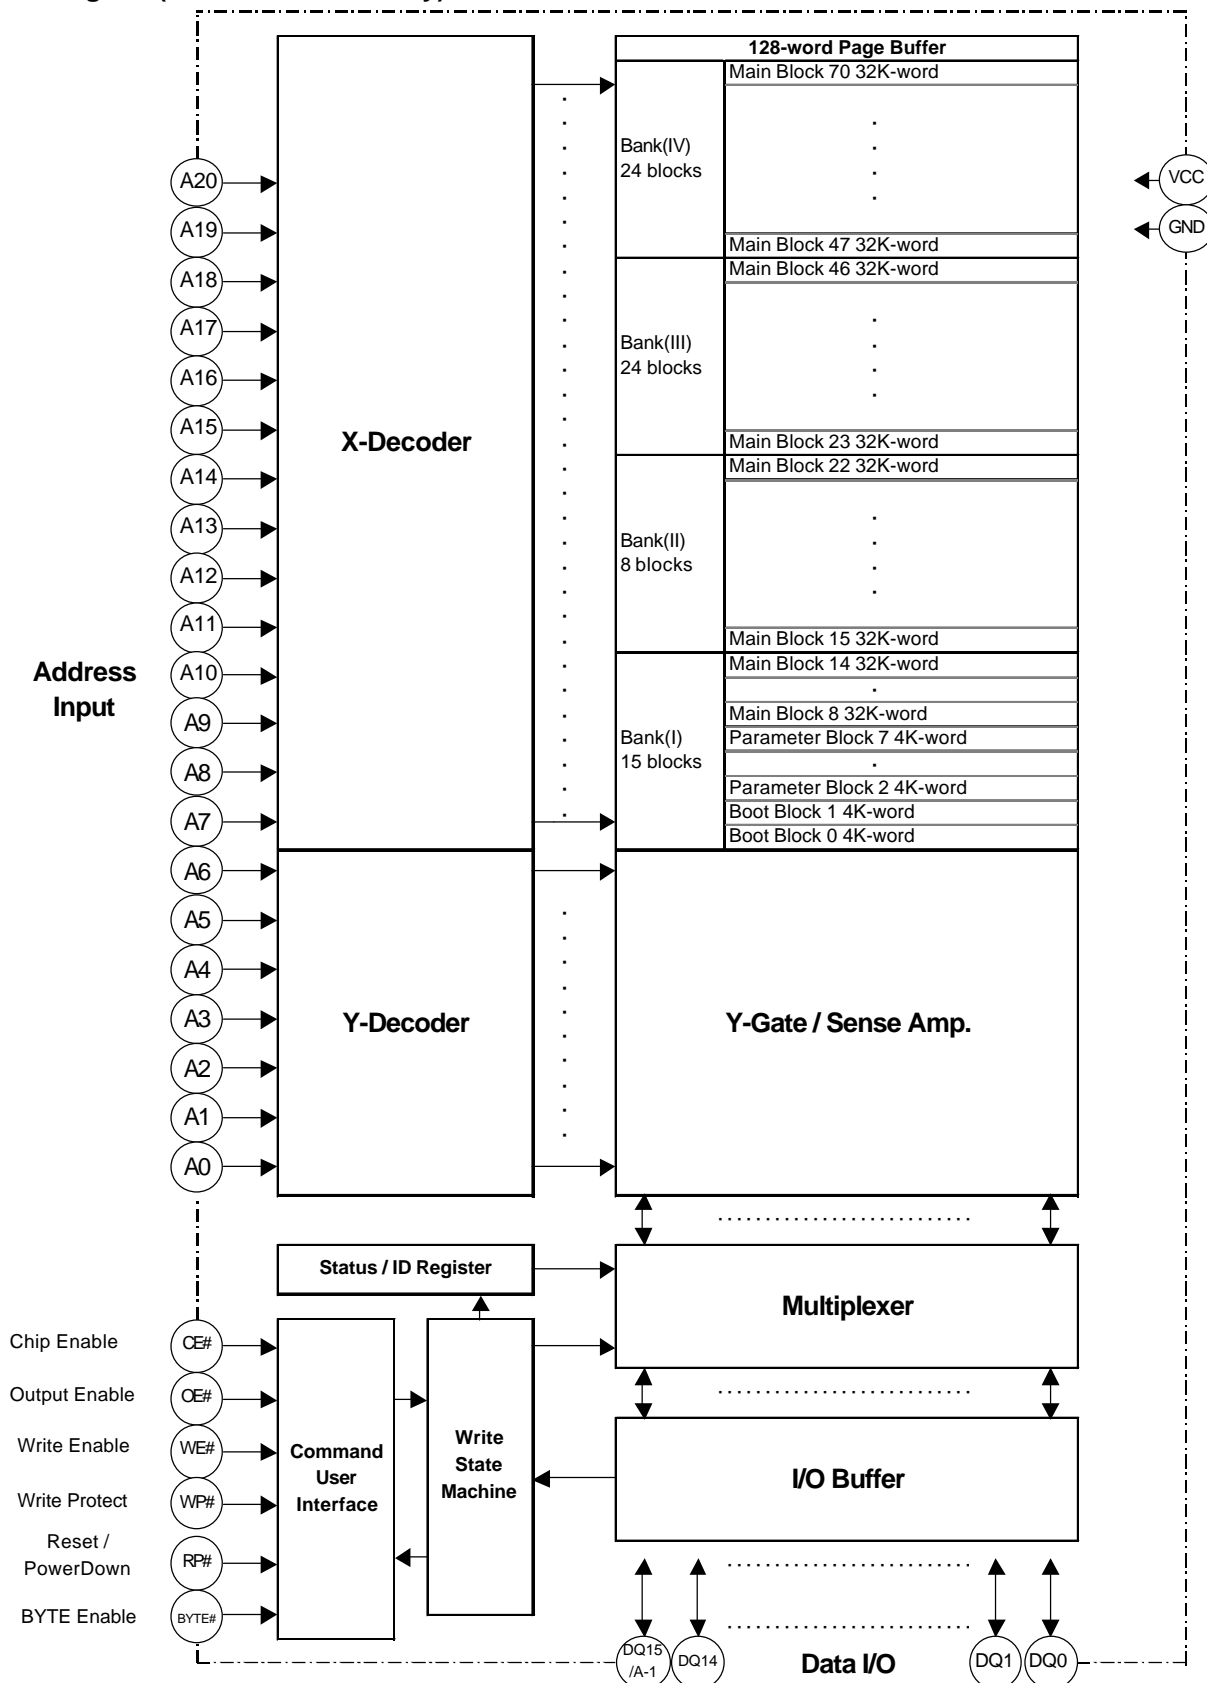 128-word Page Buffer
Main Block 70 32K-word
Bank(IV)
24 blocks
Main Block 47 32K-word
Main Block 46 32K-word
Bank(III)
24 blocks
Main Block 23 32K-word
Main Block 22 32K-word
Bank(II)
8 blocks
Main Block 15 32K-word
Main Block 14 32K-word
Main Block 8 32K-word
Bank(I)
15 blocks
Parameter Block 7 4K-word
Parameter Block 2 4K-word
Boot Block 1 4K-word
Boot Block 0 4K-word
VCC
GND
A20
A19
A18
A17
A16
A15
A14
A13
A12
A11
A10
A9
A8
A7
A6
A5
A4
A3
A2
A1
A0
Address
Input
X-Decoder
Y-Decoder
Y-Gate / Sense Amp.
Status / ID Register
Multiplexer
Chip Enable
CE#
Output Enable
OE#
Write Enable
WE#
Write Protect
WP#
Reset /
PowerDown
RP#
BYTE Enable
BYTE#
Command
User
Interface
Write
State
Machine
I/O Buffer
DQ15
/A-1
DQ14
Data I/O
DQ1
DQ0